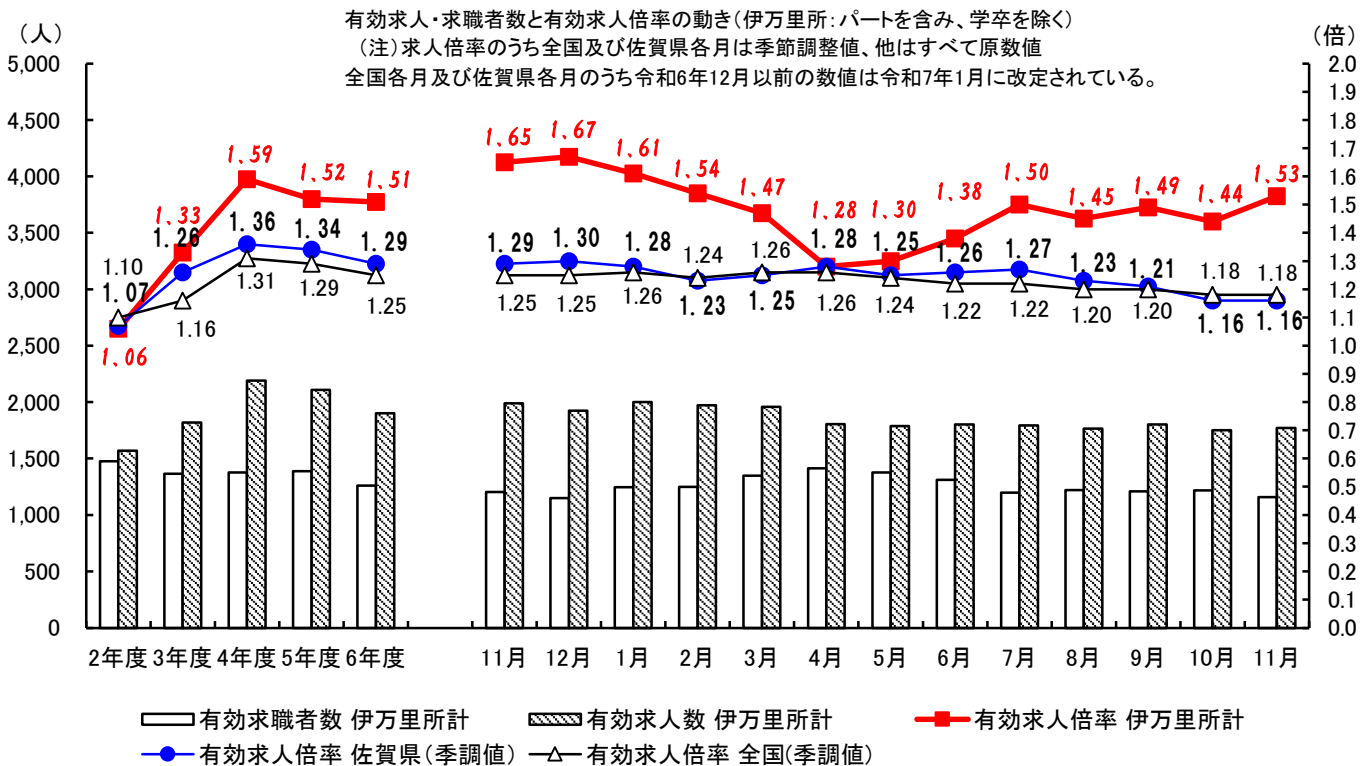 有効求人・求職者数と有効求人倍率の動き(伊万里所:パートを含み、学卒を除く)
(注)求人倍率のうち全国及び佐賀県各月は季節調整値、他はすべて原数値
全国各月及び佐賀県各月のうち令和6年12月以前の数値は令和7年1月に改定されている。
(人)
(倍)
5,000
4,500
4,000
3,500
3,000
2,500
2,000
1,500
1,000
500
0
2.0
1.9
1.8
1.7
1.6
1.5
1.4
1.3
1.2
1.1
1.0
0.9
0.8
0.7
0.6
0.5
0.4
0.3
0.2
0.1
0.0
1.06 1.33 1.59 1.52 1.51 1.65 1.67 1.61 1.54 1.47 1.28 1.30 1.38 1.50 1.45 1.49 1.44 1.53
1.07 1.26 1.36 1.34 1.29 1.29 1.30 1.28 1.23 1.25 1.28 1.25 1.26 1.27 1.23 1.21 1.16 1.16
1.10 1.16 1.31 1.29 1.25 1.25 1.25 1.26 1.24 1.26 1.26 1.24 1.22 1.22 1.20 1.20 1.18 1.18
2年度 3年度 4年度 5年度 6年度 11月 12月 1月 2月 3月 4月 5月 6月 7月 8月 9月 10月 11月
有効求職者数 伊万里所計 有効求人数 伊万里所計 有効求人倍率 伊万里所計
有効求人倍率 佐賀県(季調値) 有効求人倍率 全国(季調値)